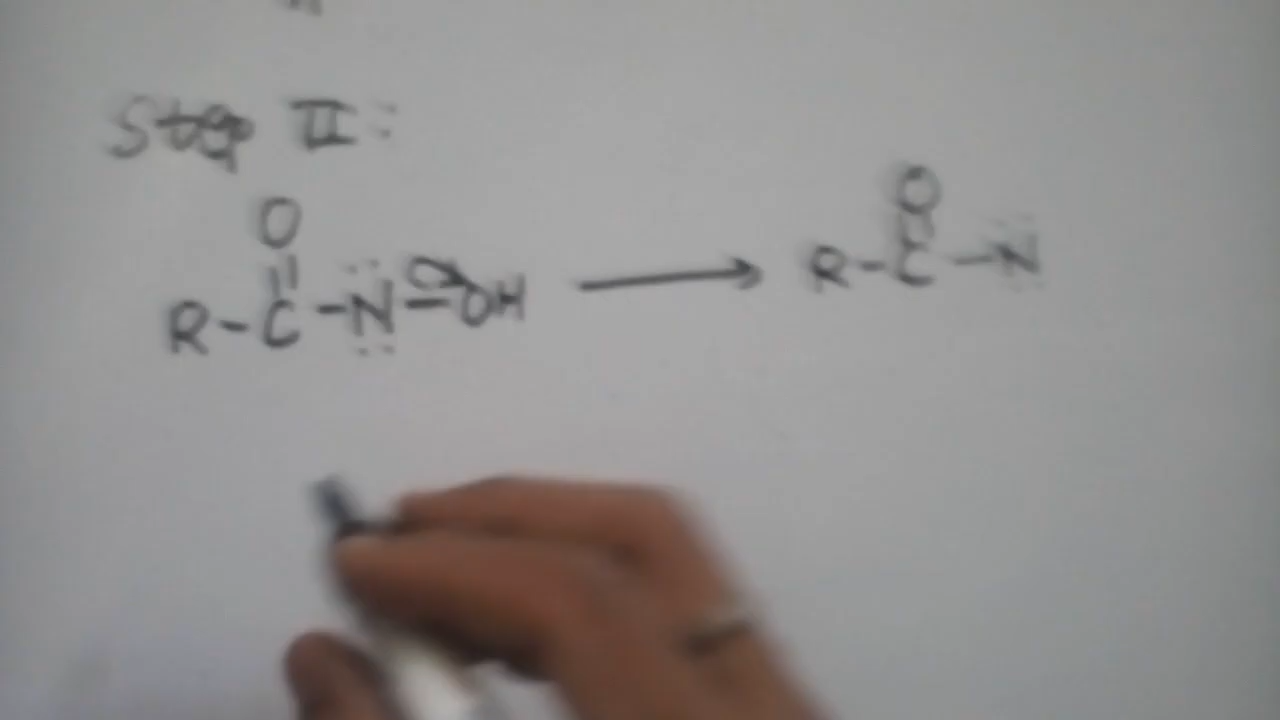 Step II:
O
||
R-C-N̈-OH → R-C-N̈
O
||